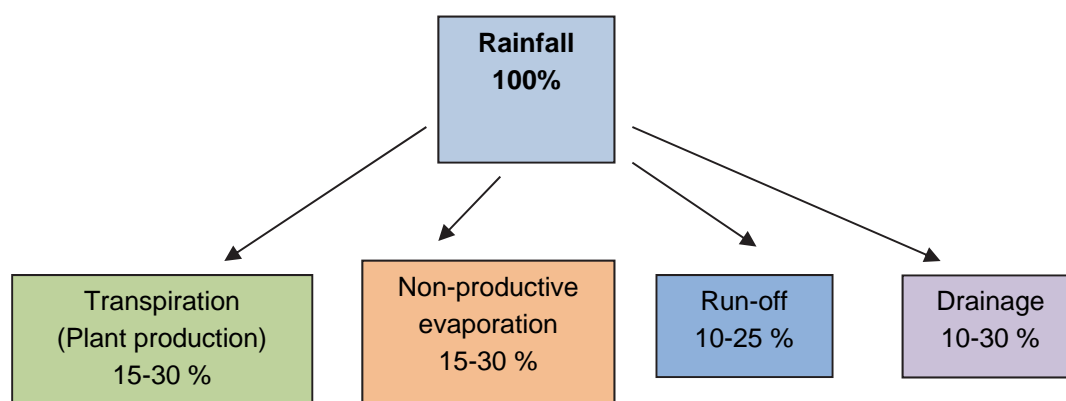 Rainfall
100%
Transpiration
(Plant production)
15-30 %
Non-productive
evaporation
15-30 %
Run-off
10-25 %
Drainage
10-30 %